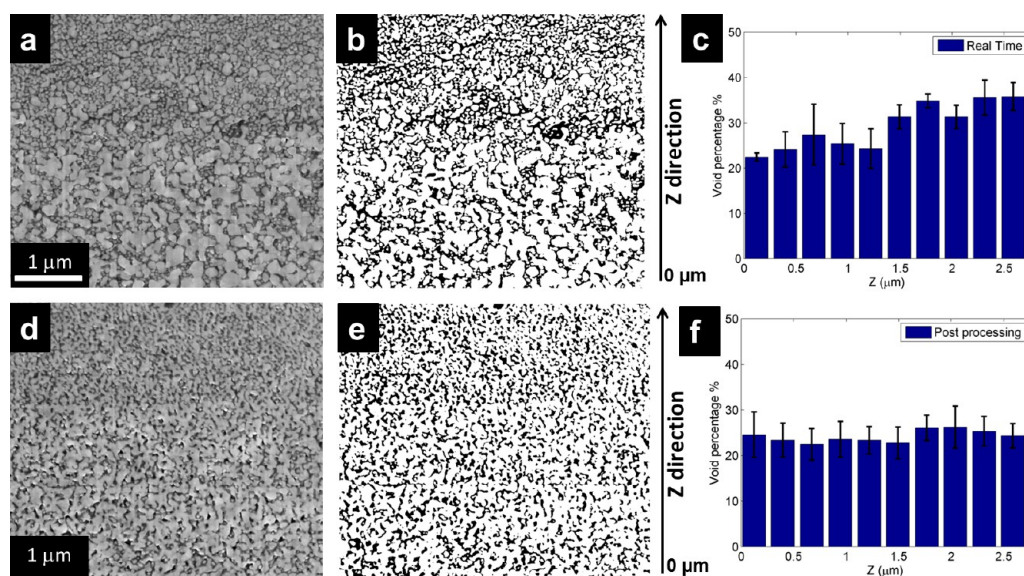 a
1 μm
b
Z direction
0 μm
c
50
40
30
20
10
0
Void percentage %
Real Time
0 0.5 1 1.5 2 2.5
Z (μm)
d
1 μm
e
Z direction
0 μm
f
50
40
30
20
10
0
Void percentage %
Post processing
0 0.5 1 1.5 2 2.5
Z (μm)